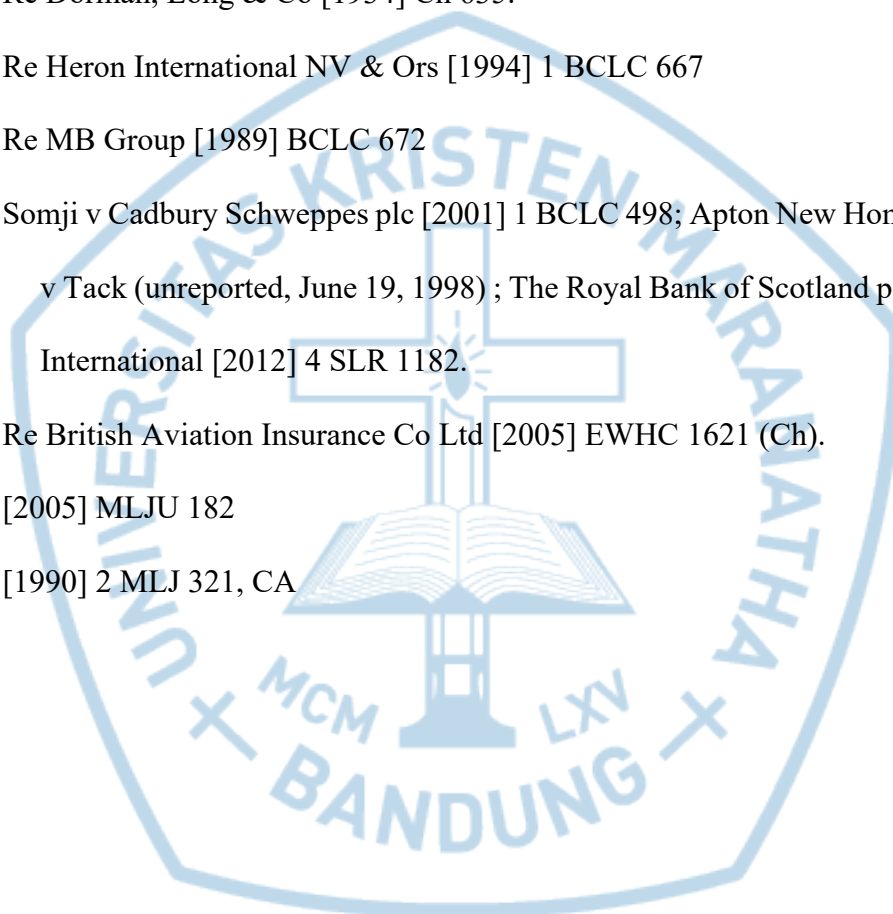 Re Heron International NV & Ors [1994] 1 BCLC 667
Re MB Group [1989] BCLC 672
Somji v Cadbury Schweppes plc [2001] 1 BCLC 498; Apton New
v Tack (unreported, June 19, 1998) ; The Royal Bank of Scotland
International [2012] 4 SLR 1182.
Re British Aviation Insurance Co Ltd [2005] EWHC 1621 (Ch).
[2005] MLJU 182
[1990] 2 MLJ 321, CA
UNIVERSITAS KRISTEN MARANATHA
MCM LXV
BANDUNG